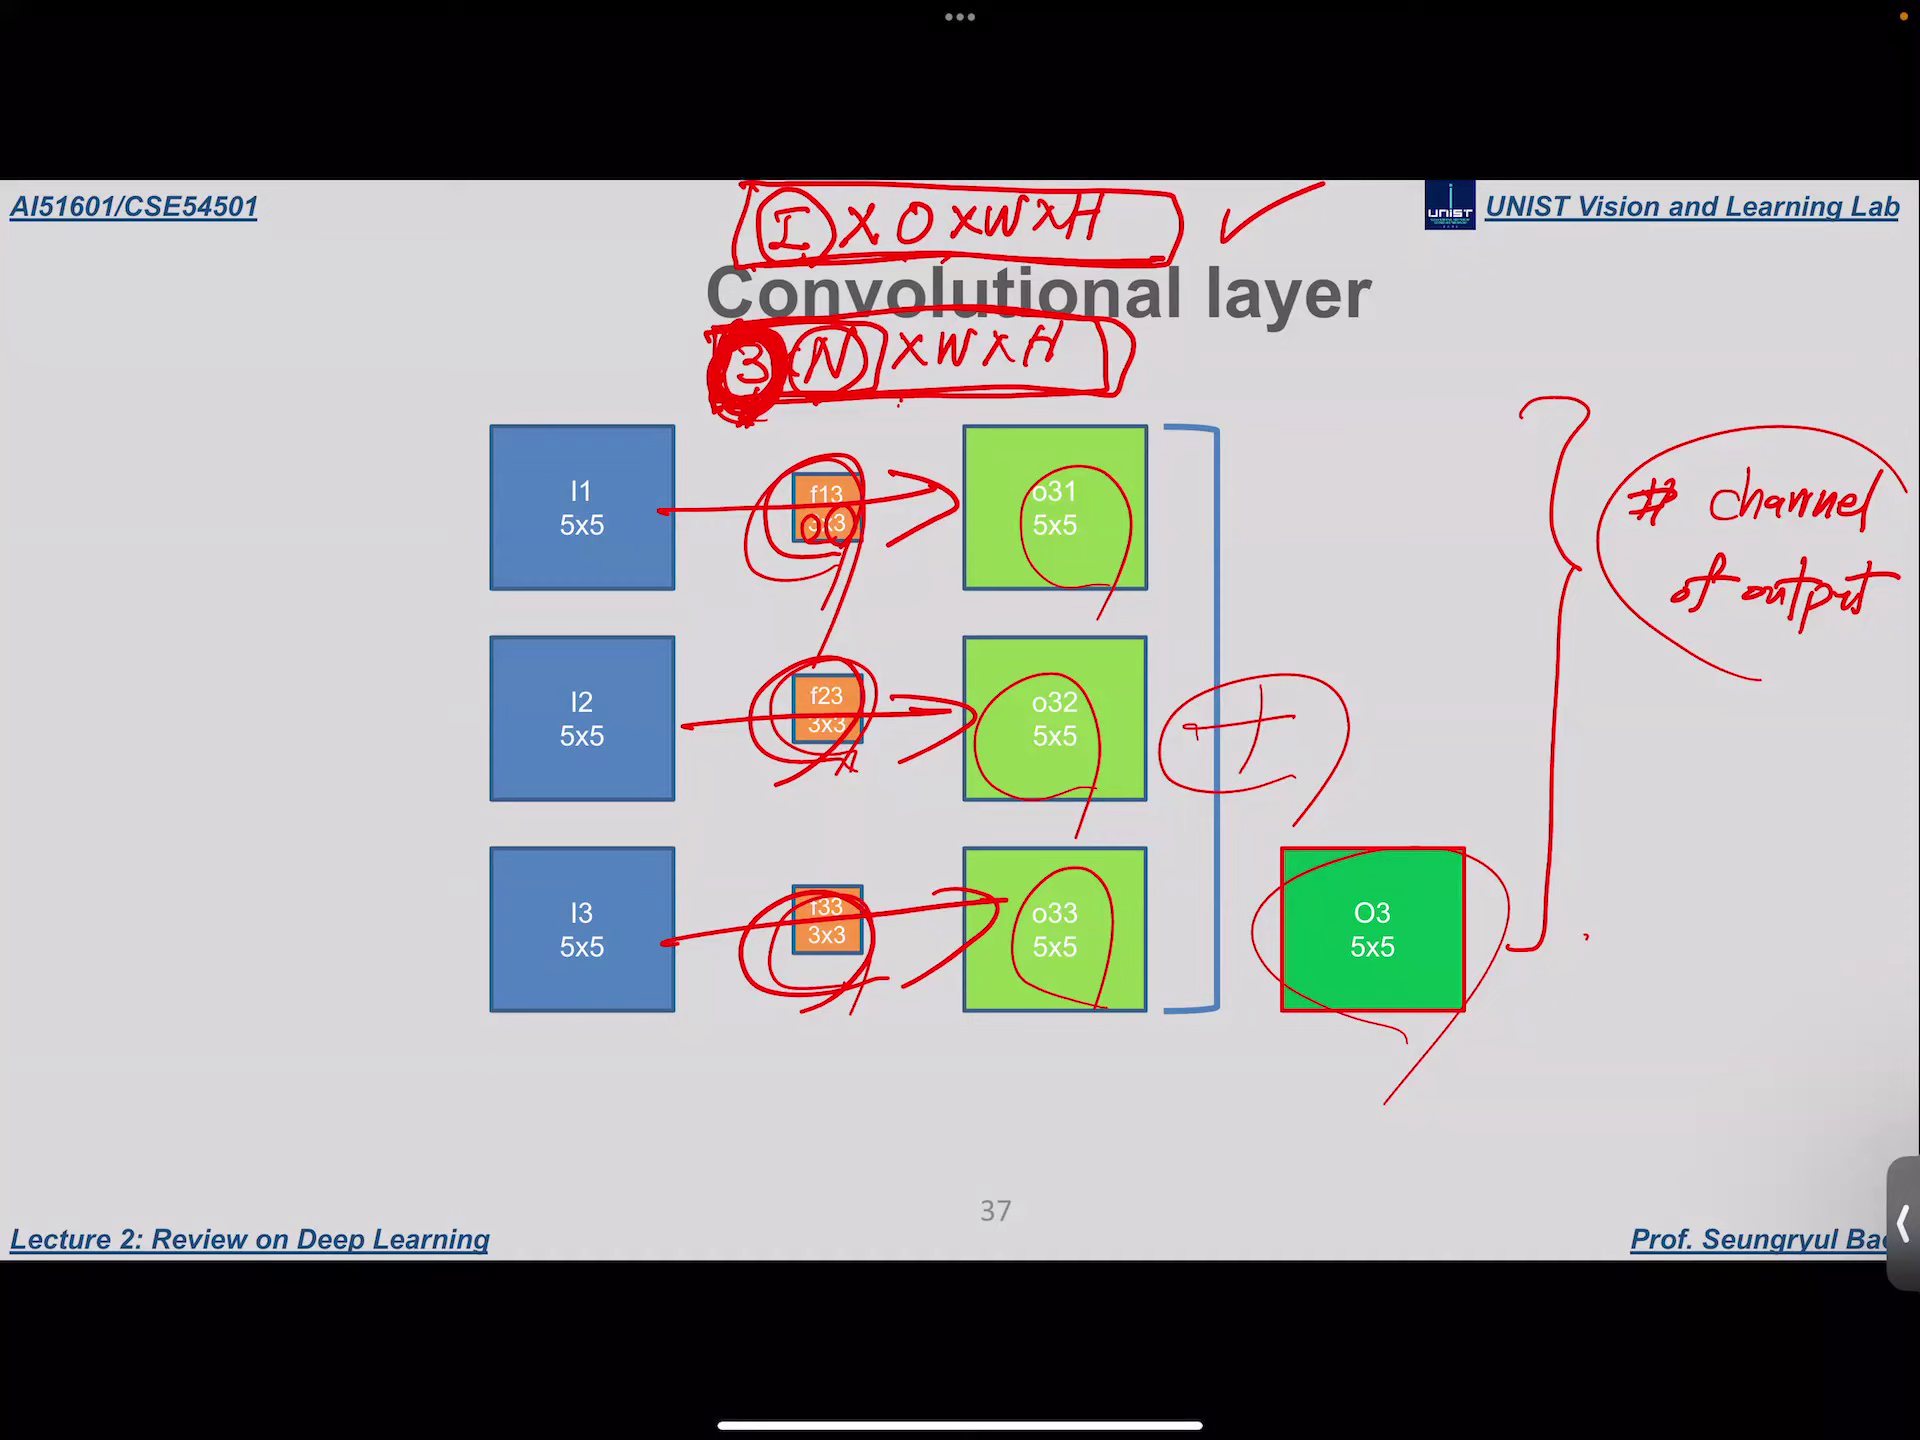 AI51601/CSE54501
I X O X W X H
UNIST
UNIST Vision and Learning Lab
Convolutional layer
3 X N X W X H
I1
5x5
f13
3x3
o31
5x5
# channel
of output
I2
5x5
f23
3x3
o32
5x5
+
I3
5x5
f33
3x3
o33
5x5
O3
5x5
37
Lecture 2: Review on Deep Learning
Prof. Seungryul